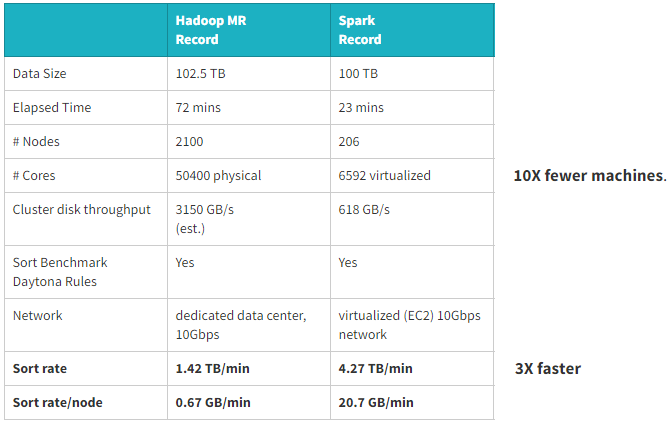 Hadoop MR Record
Spark Record
Data Size
102.5 TB
100 TB
Elapsed Time
72 mins
23 mins
# Nodes
2100
206
# Cores
50400 physical
6592 virtualized
10X fewer machines.
Cluster disk throughput
3150 GB/s
(est.)
618 GB/s
Sort Benchmark
Daytona Rules
Yes
Yes
Network
dedicated data center,
10Gbps
virtualized (EC2) 10Gbps
network
Sort rate
1.42 TB/min
4.27 TB/min
3X faster
Sort rate/node
0.67 GB/min
20.7 GB/min